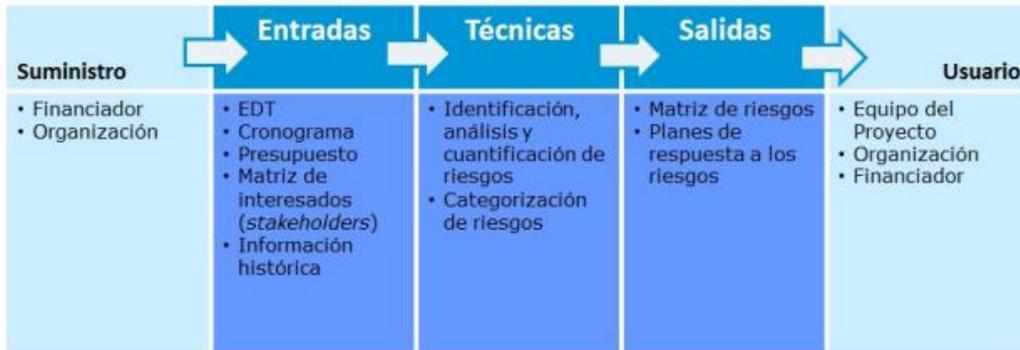 Suministro
Entradas
Técnicas
Salidas
Usuario
• Financiador
• Organización
• EDT
• Cronograma
• Presupuesto
• Matriz de
interesados
(stakeholders)
• Información
histórica
• Identificación,
análisis y
cuantificación de
riesgos
• Categorización
de riesgos
• Matriz de riesgos
• Planes de
respuesta a los
riesgos
• Equipo del
Proyecto
• Organización
• Financiador